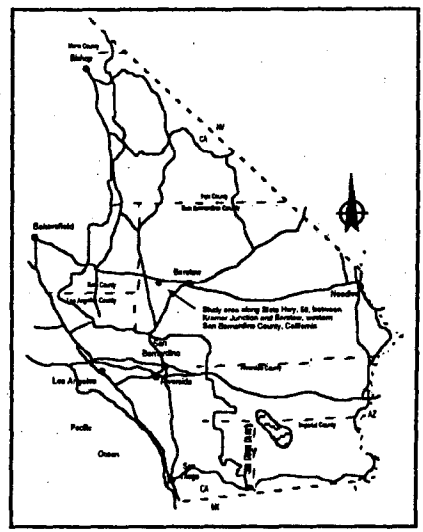 Mono County
Bishop
NV
CA
Inyo County
San Bernardino County
Bakersfield
Barstow
Kern County
Los Angeles County
Needles
Study area along State Hwy. 58, between
Kramer Junction and Barstow, western
San Bernardino County, California
San
Bernardino
Riverside County
Los Angeles
Riverside
AZ
Imperial County
Pacific
Ocean
San
Diego
CA
MX